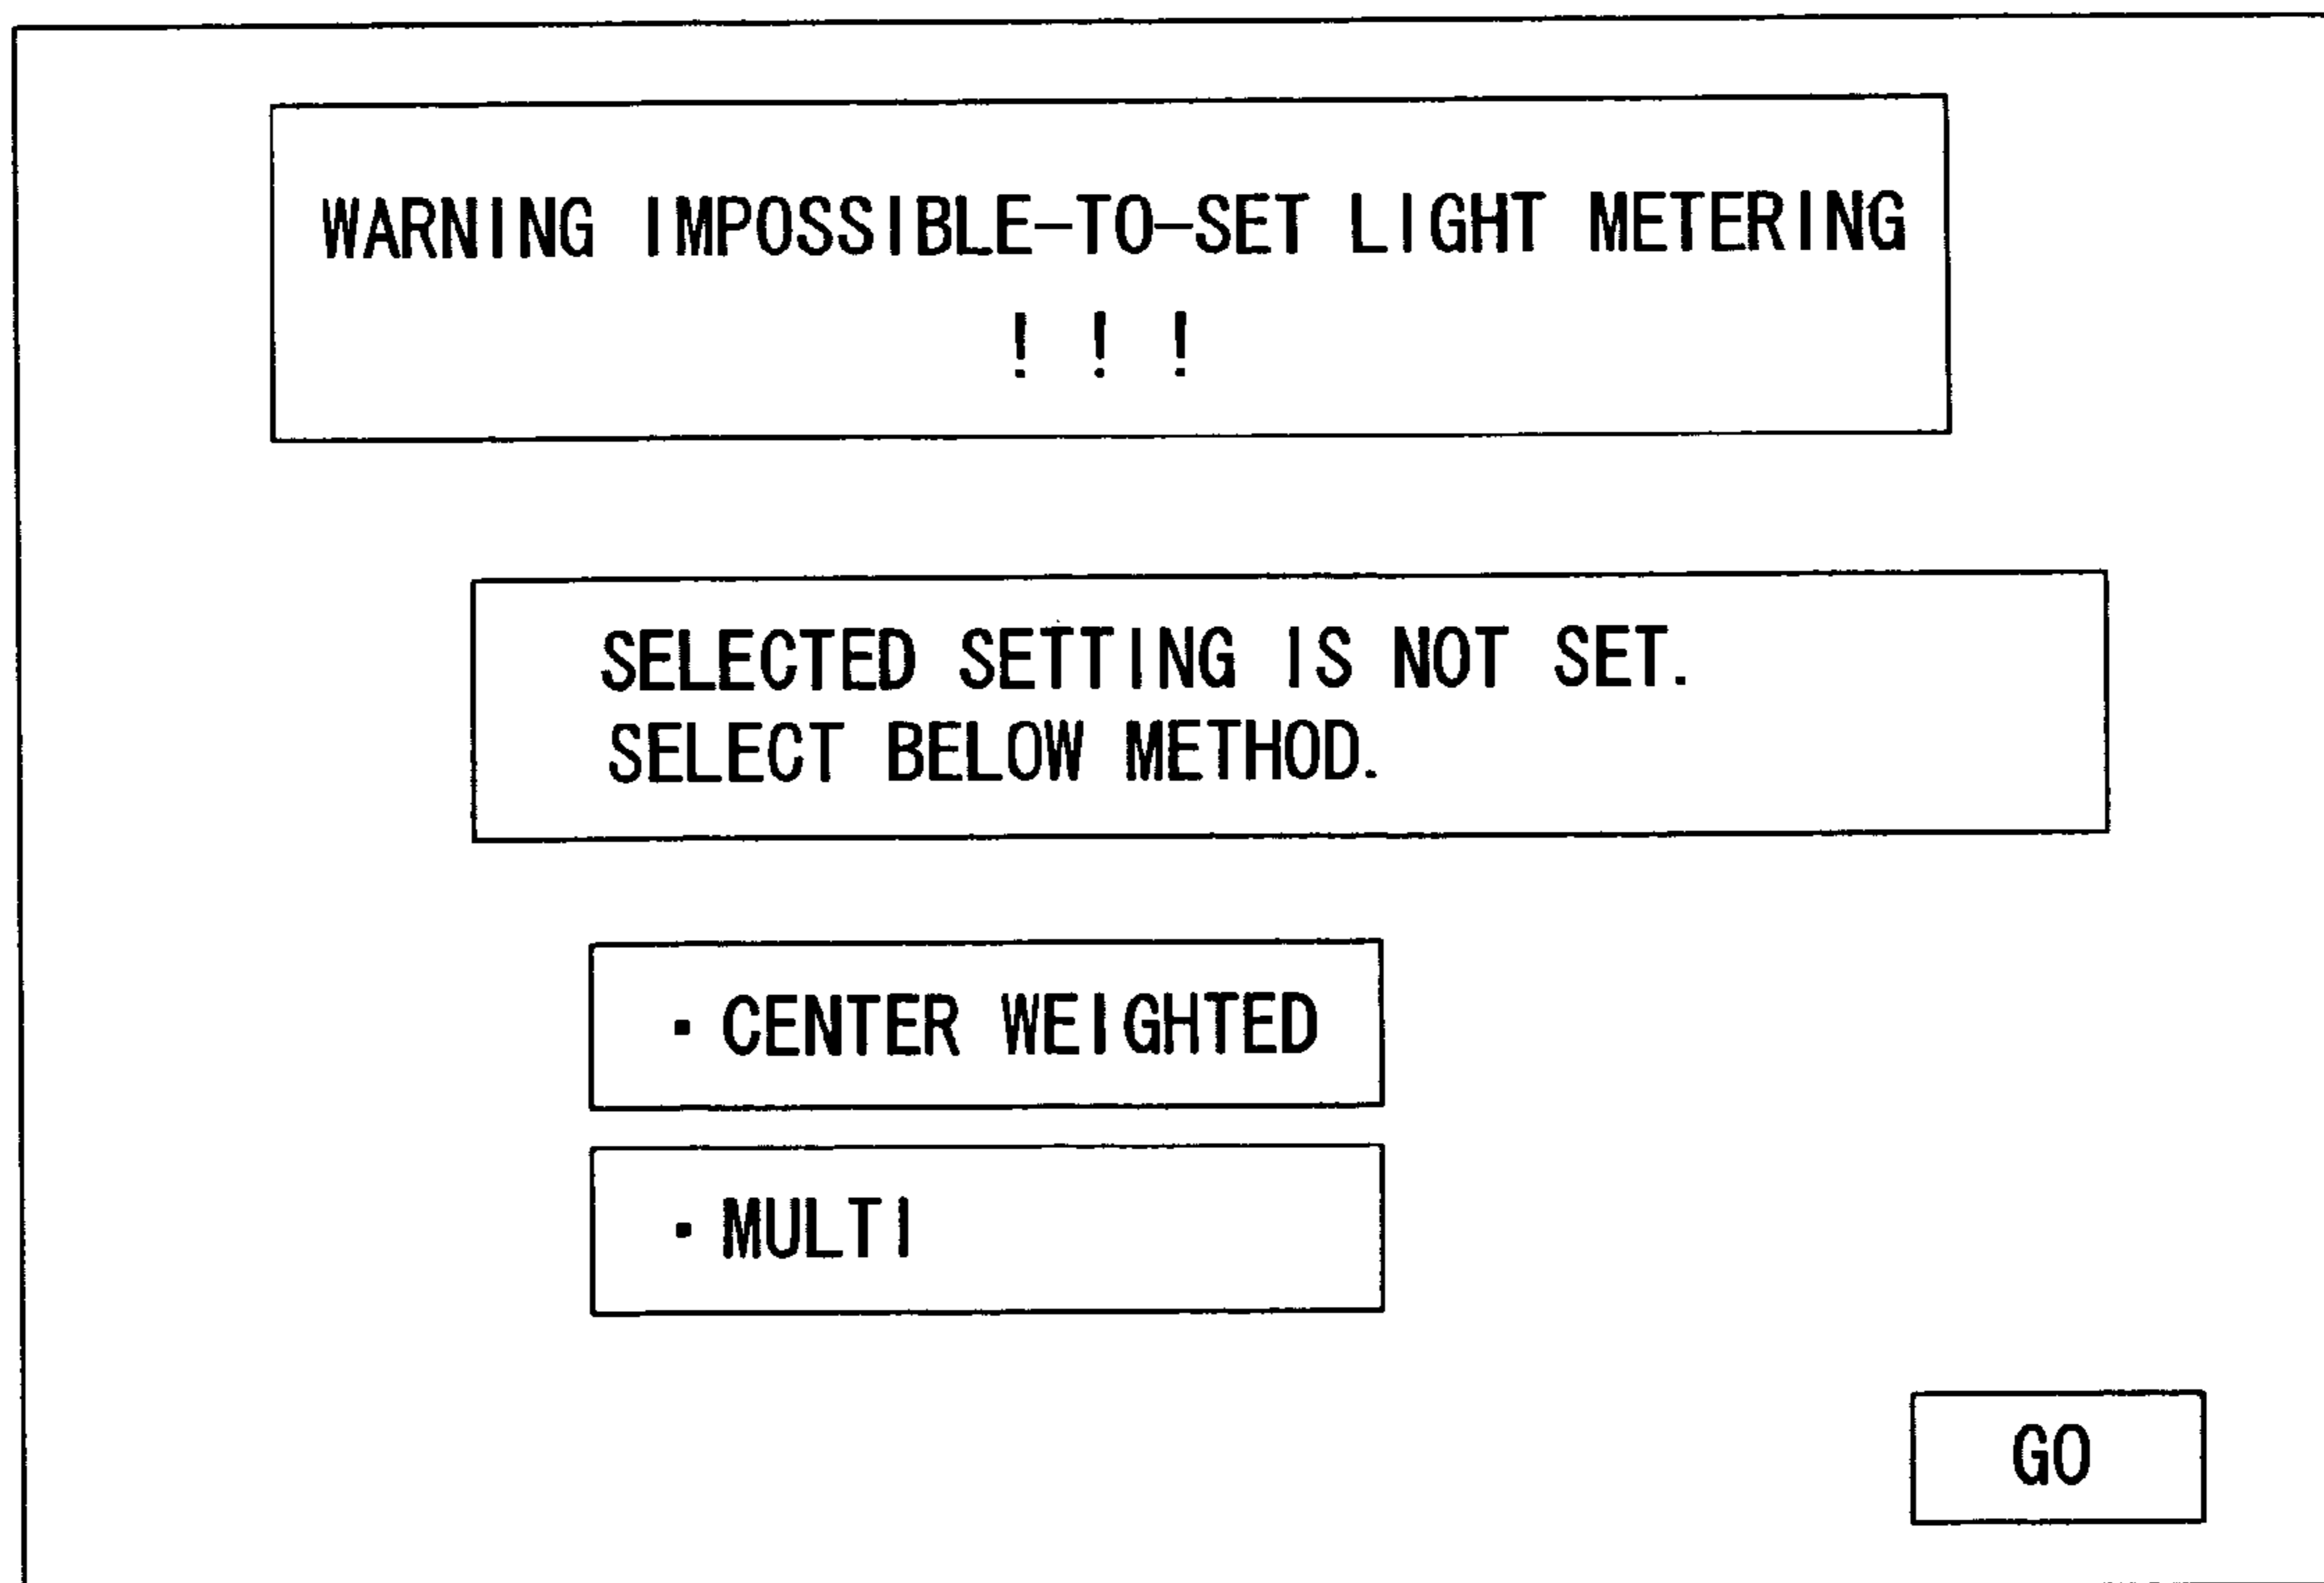 WARNING IMPOSSIBLE-TO-SET LIGHT METERING
! ! !
SELECTED SETTING IS NOT SET.
SELECT BELOW METHOD.
・CENTER WEIGHTED
・MULTI
GO